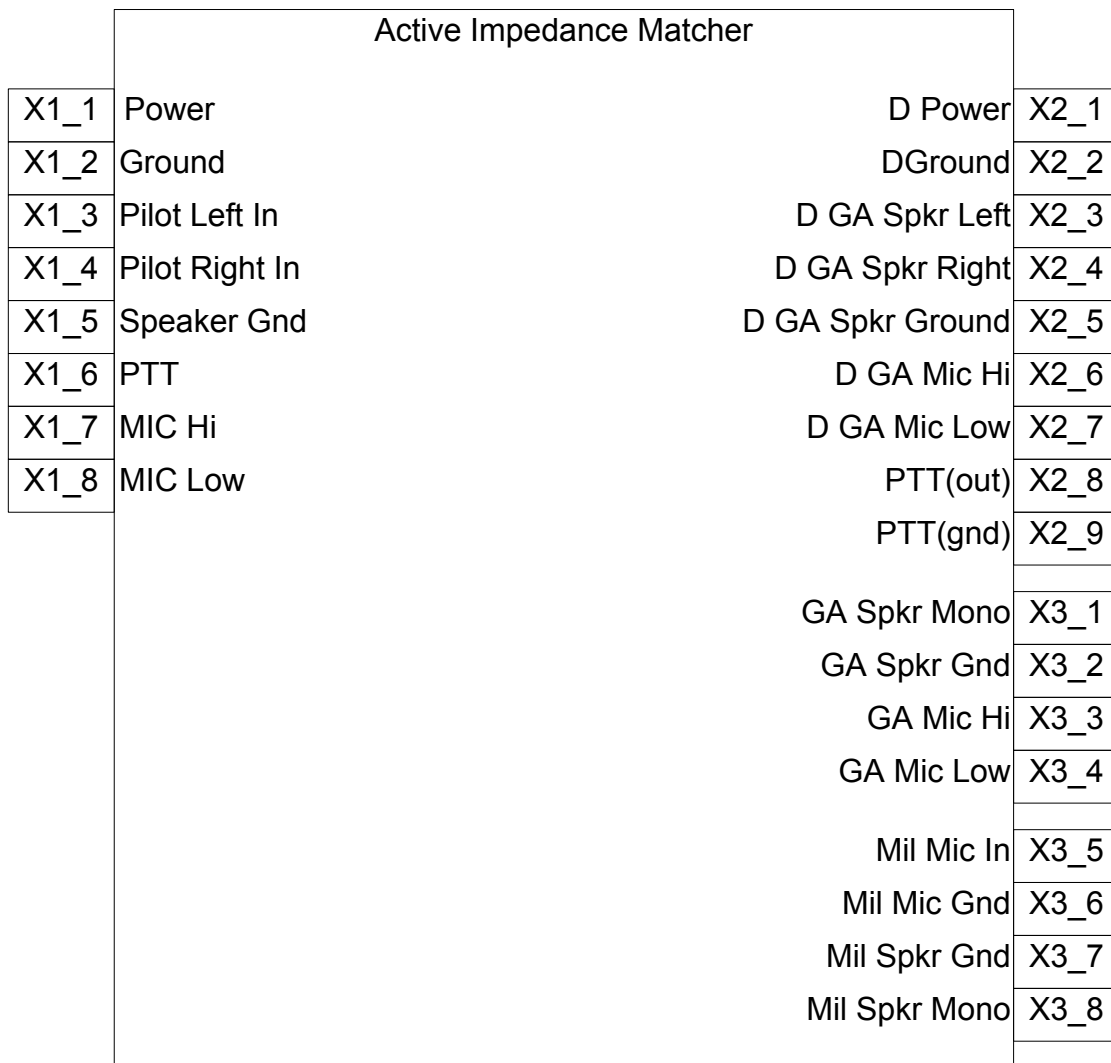 Active Impedance Matcher
X1_1 Power D Power X2_1
X1_2 Ground DGround X2_2
X1_3 Pilot Left In D GA Spkr Left X2_3
X1_4 Pilot Right In D GA Spkr Right X2_4
X1_5 Speaker Gnd D GA Spkr Ground X2_5
X1_6 PTT D GA Mic Hi X2_6
X1_7 MIC Hi D GA Mic Low X2_7
X1_8 MIC Low PTT(out) X2_8
PTT(gnd) X2_9
GA Spkr Mono X3_1
GA Spkr Gnd X3_2
GA Mic Hi X3_3
GA Mic Low X3_4
Mil Mic In X3_5
Mil Mic Gnd X3_6
Mil Spkr Gnd X3_7
Mil Spkr Mono X3_8